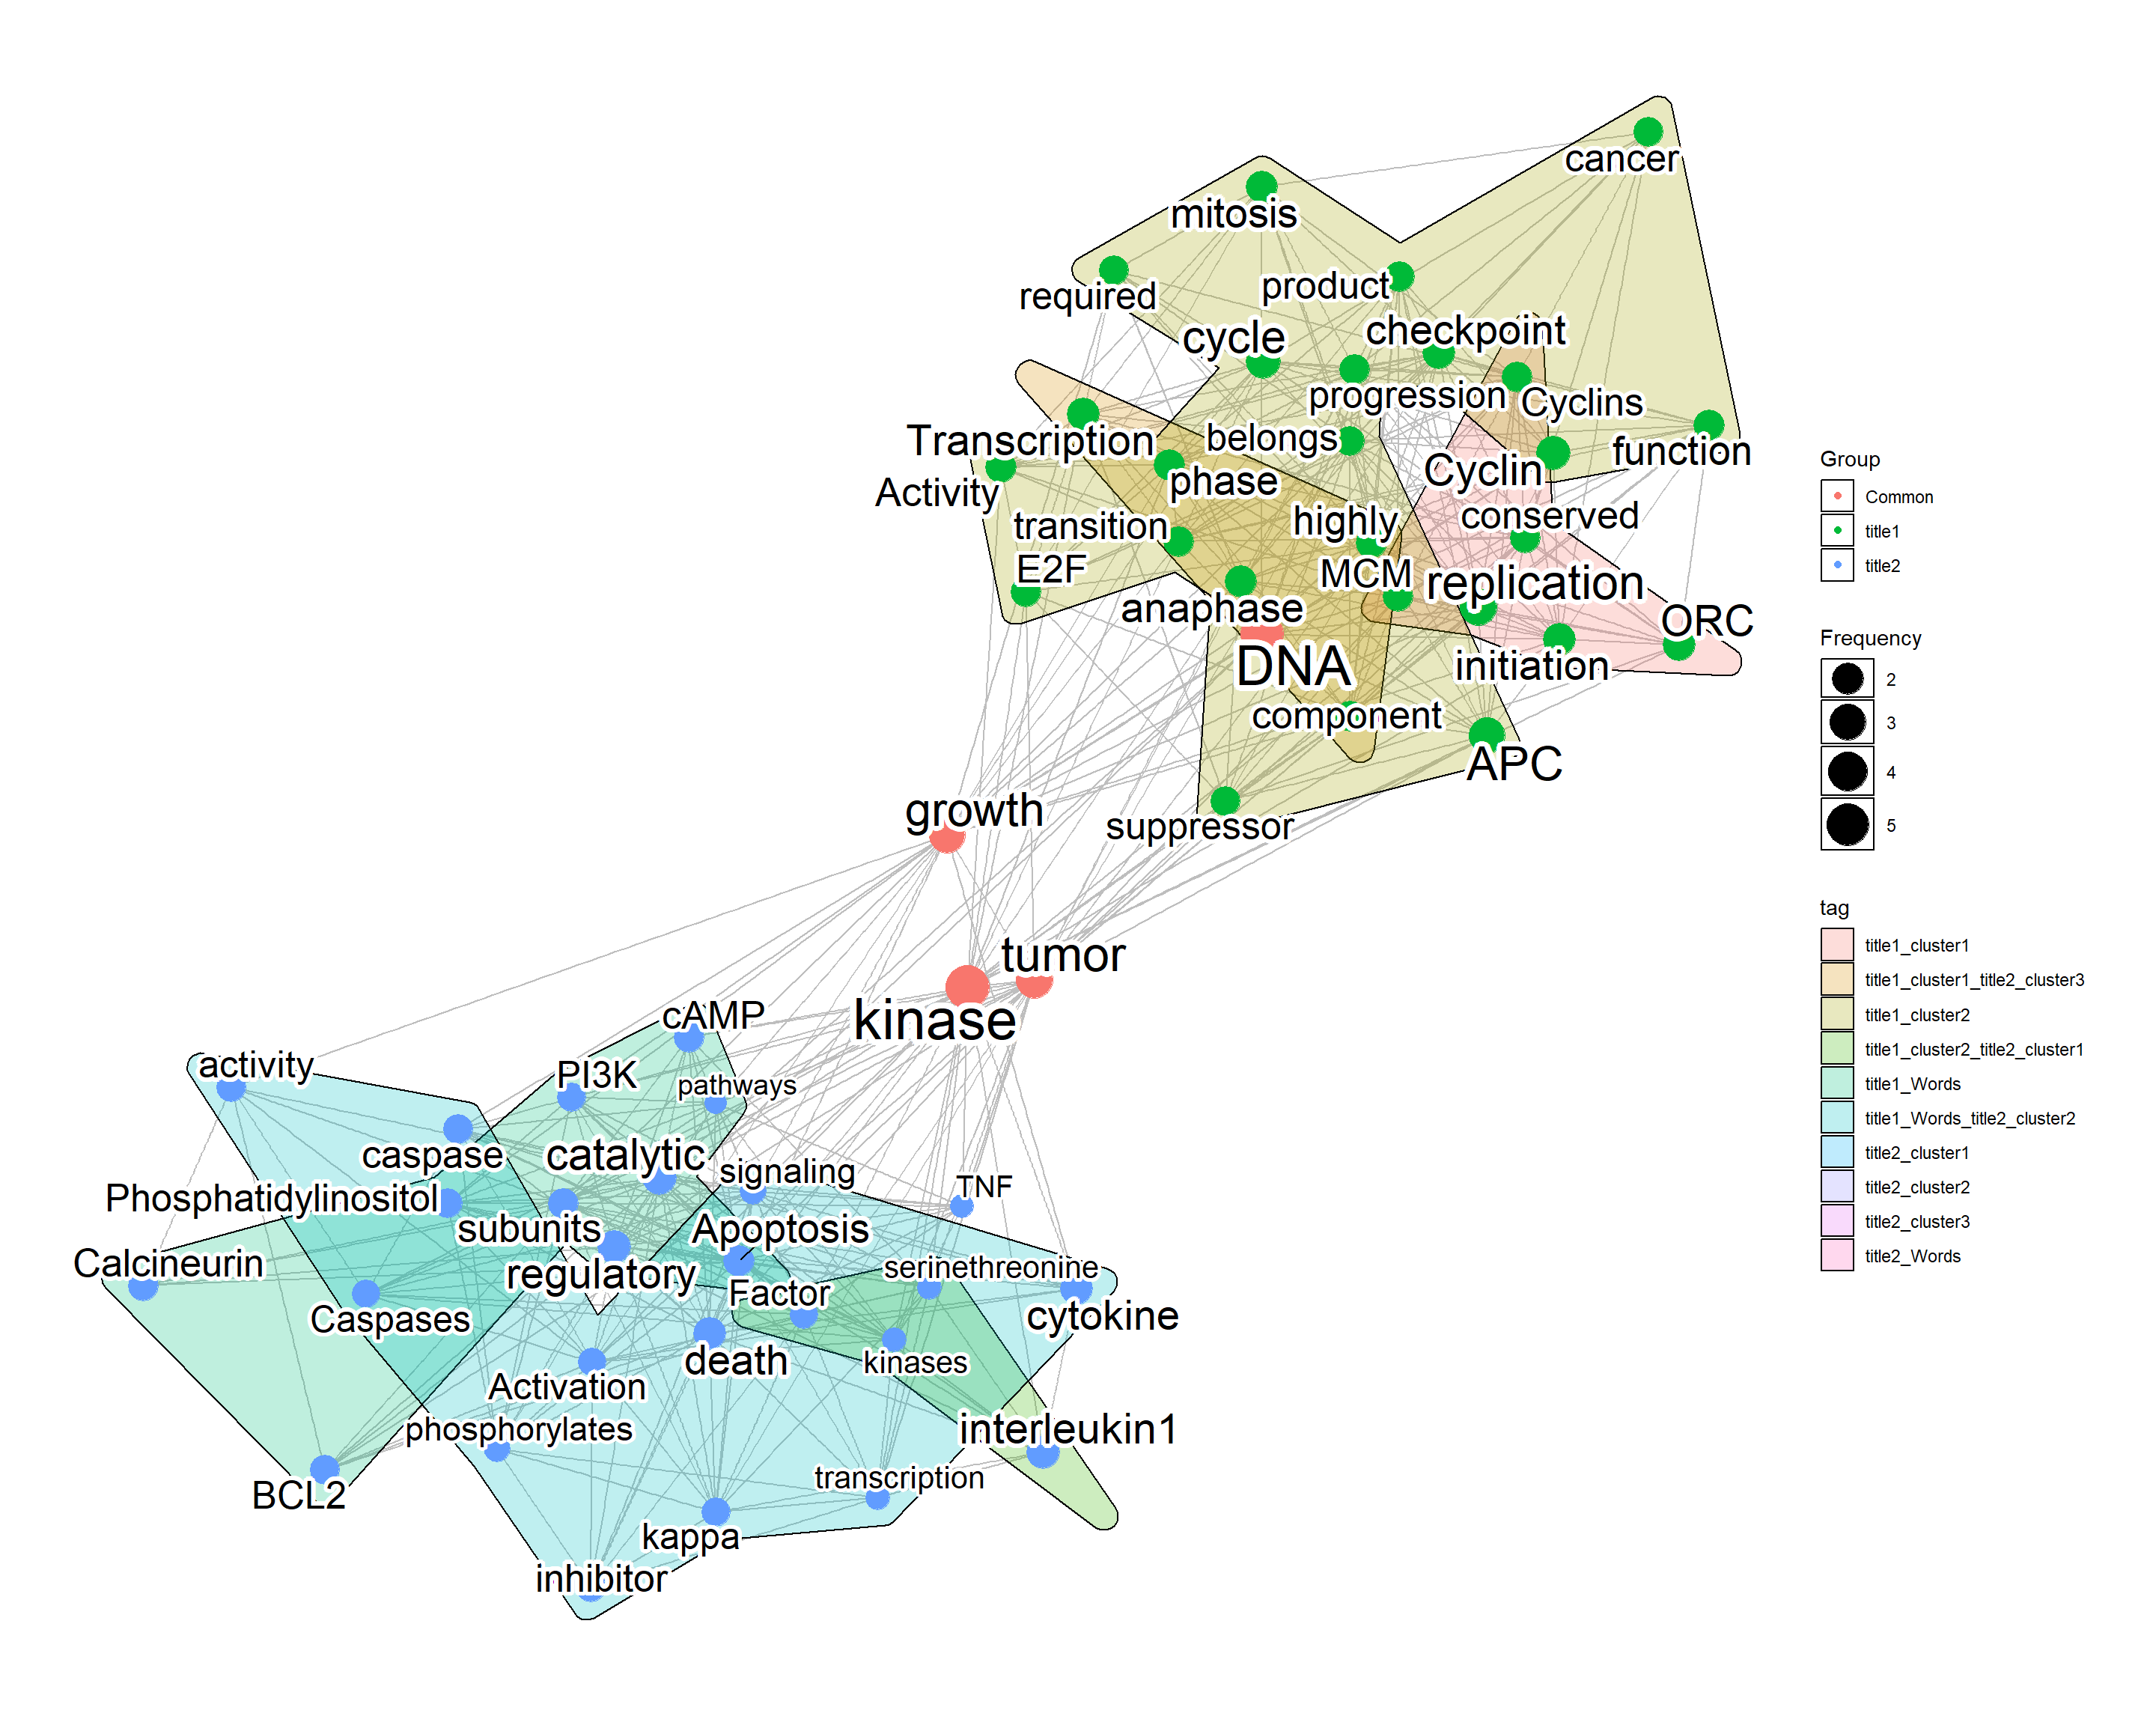 cancer
mitosis
required
product
cycle
checkpoint
progression
Cyclins
Transcription
belongs
function
Activity
phase
Cyclin
transition
highly
conserved
E2F
MCM
replication
anaphase
ORC
DNA
initiation
component
APC
growth
suppressor
tumor
kinase
cAMP
activity
PI3K
pathways
caspase
catalytic
signaling
Phosphatidylinositol
TNF
subunits
Apoptosis
Calcineurin
regulatory
serinethreonine
Factor
Caspases
cytokine
death
kinases
Activation
phosphorylates
interleukin1
BCL2
transcription
kappa
inhibitor
Group
Common
title1
title2
Frequency
2
3
4
5
tag
title1_cluster1
title1_cluster1_title2_cluster3
title1_cluster2
title1_cluster2_title2_cluster1
title1_Words
title1_Words_title2_cluster2
title2_cluster1
title2_cluster2
title2_cluster3
title2_Words